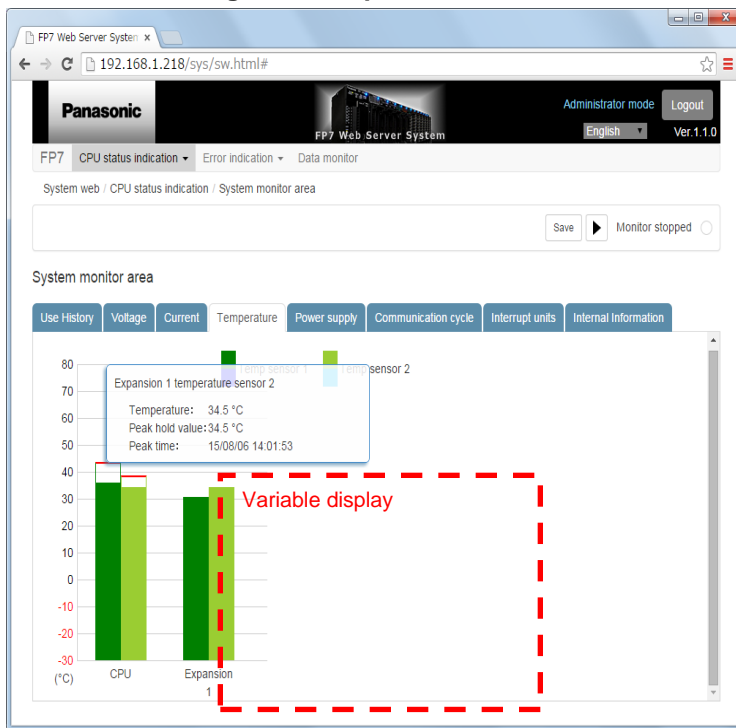 FP7 Web Server System ×
192.168.1.218/sys/sw.html#
Panasonic
FP7 Web Server System
Administrator mode Logout
English Ver.1.1.0
FP7 CPU status indication Error indication Data monitor
System web / CPU status indication / System monitor area
Save Monitor stopped
System monitor area
Use History Voltage Current Temperature Power supply Communication cycle Interrupt units Internal Information
Temp sensor 1 Temp sensor 2
Expansion 1 temperature sensor 2
Temperature: 34.5 °C
Peak hold value: 34.5 °C
Peak time: 15/08/06 14:01:53
80
70
60
50
40
30
20
10
0
-10
-20
-30
(°C)
Variable display
CPU Expansion
1